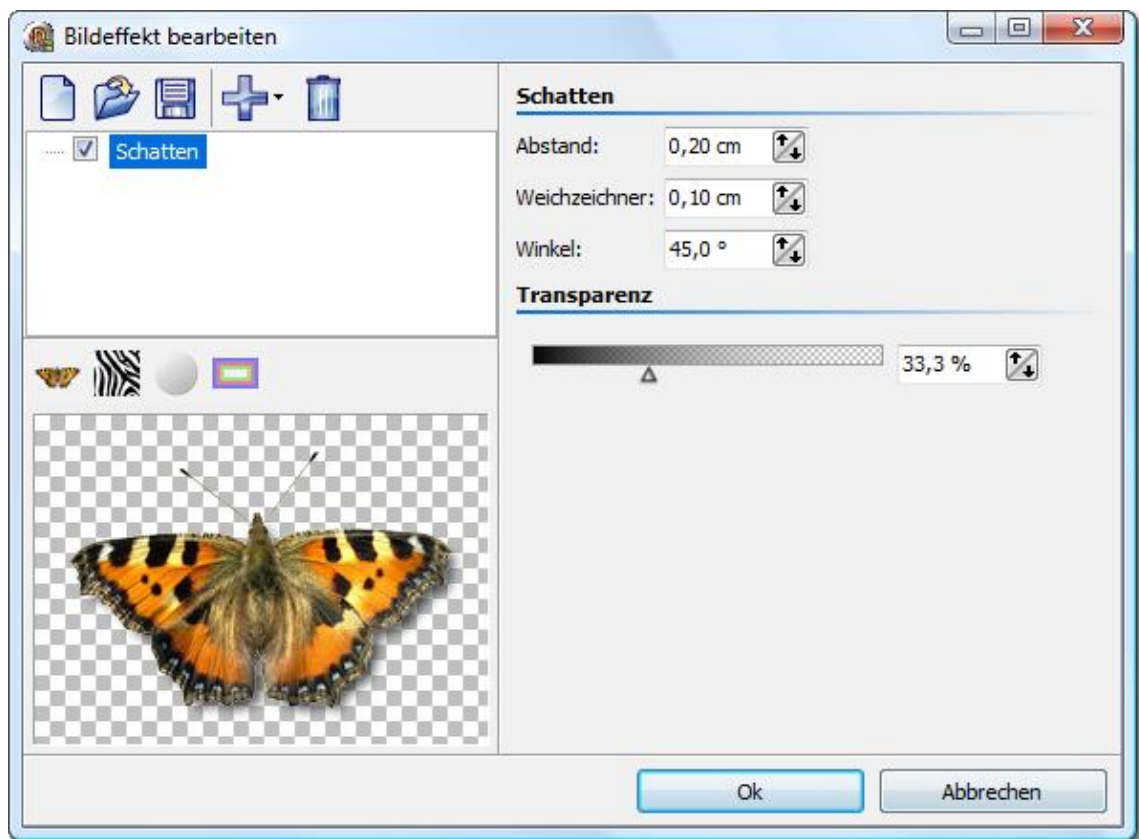 Bildeffekt bearbeiten
Schatten
Schatten
Abstand: 0,20 cm
Weichzeichner: 0,10 cm
Winkel: 45,0 °
Transparenz
33,3 %
Ok Abbrechen